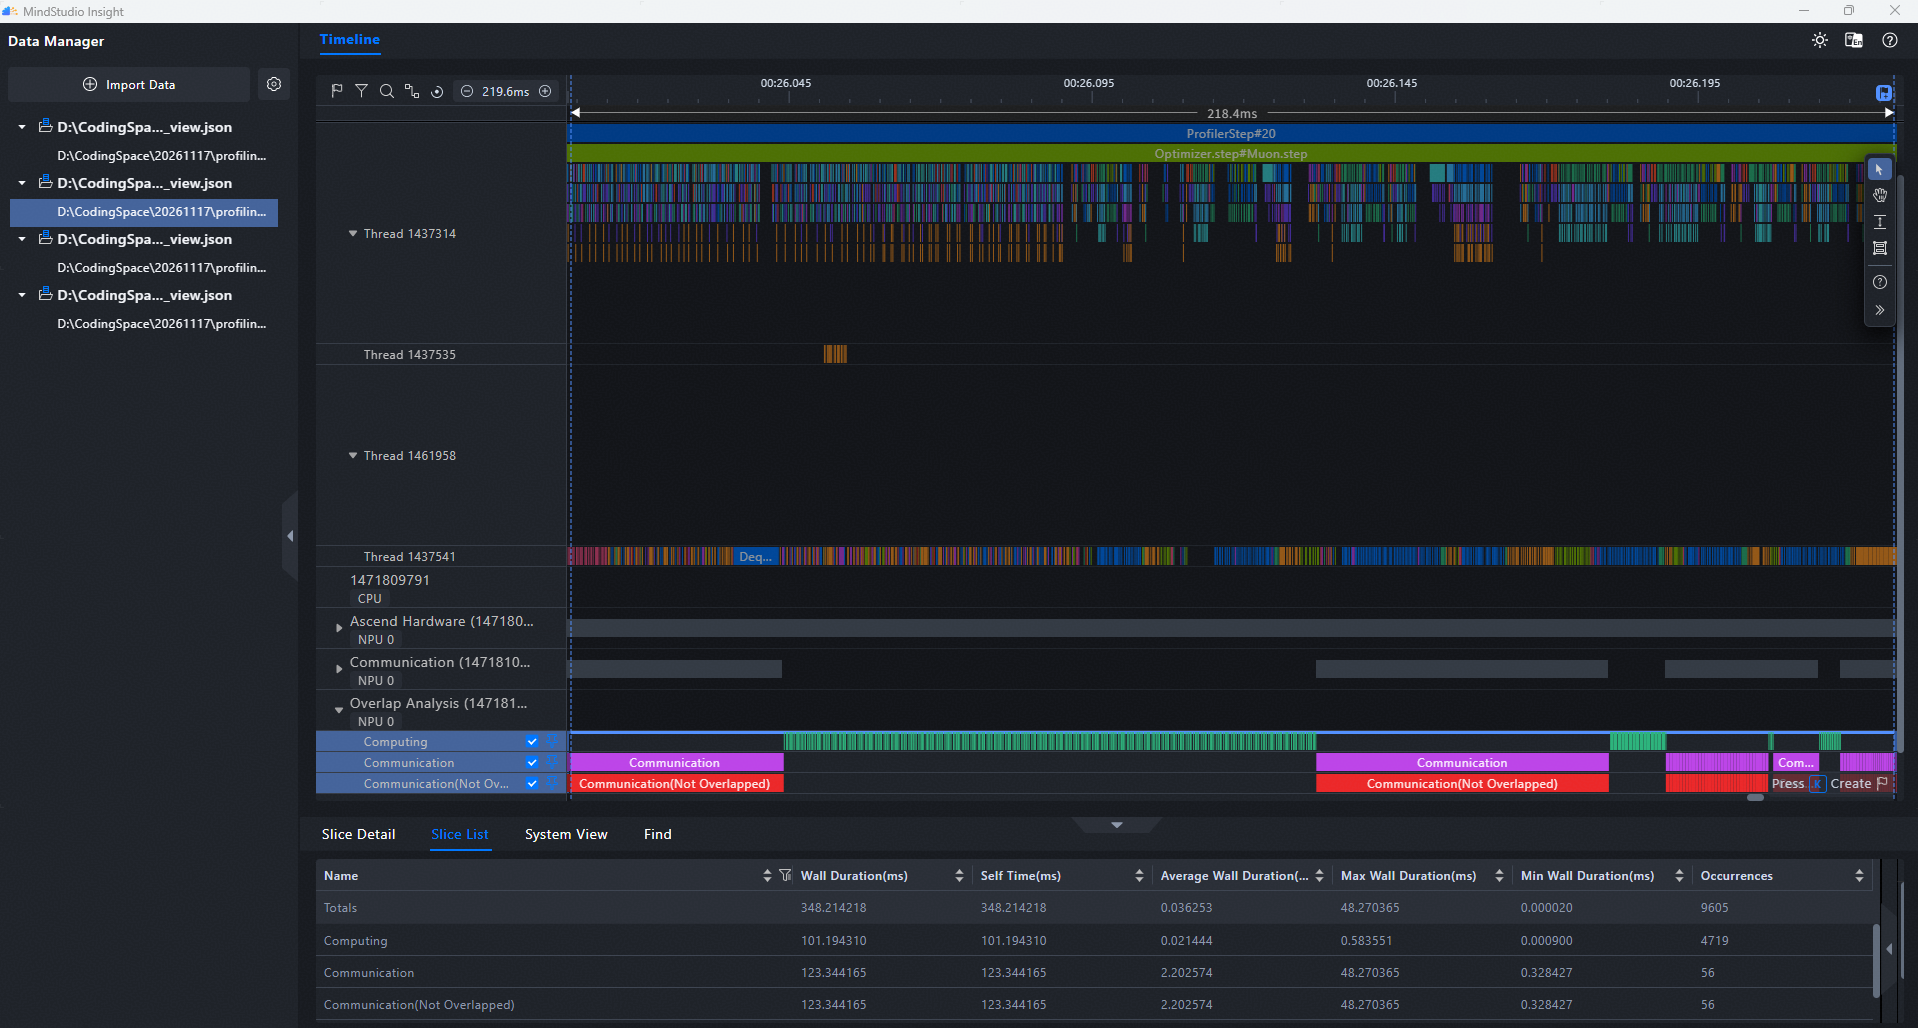 MindStudio Insight
Data Manager
Timeline
Import Data
219.6ms
00:26.045
00:26.095
00:26.145
00:26.195
218.4ms
D:\CodingSpa..._view.json
D:\CodingSpace\20261117\profilin...
D:\CodingSpa..._view.json
D:\CodingSpace\20261117\profilin...
D:\CodingSpa..._view.json
D:\CodingSpace\20261117\profilin...
D:\CodingSpa..._view.json
D:\CodingSpace\20261117\profilin...
ProfilerStep#20
Optimizer.step#Muon.step
Thread 1437314
Thread 1437535
Thread 1461958
Thread 1437541
Deq...
1471809791
CPU
Ascend Hardware (147180...
NPU 0
Communication (1471810...
NPU 0
Overlap Analysis (147181...
NPU 0
Computing
Communication
Communication
Communication
Com...
Communication(Not Ov...
Communication(Not Overlapped)
Communication(Not Overlapped)
Press K Create
Slice Detail
Slice List
System View
Find
Name Wall Duration(ms) Self Time(ms) Average Wall Duration(... Max Wall Duration(ms) Min Wall Duration(ms) Occurrences
Totals 348.214218 348.214218 0.036253 48.270365 0.000020 9605
Computing 101.194310 101.194310 0.021444 0.583551 0.000900 4719
Communication 123.344165 123.344165 2.202574 48.270365 0.328427 56
Communication(Not Overlapped) 123.344165 123.344165 2.202574 48.270365 0.328427 56